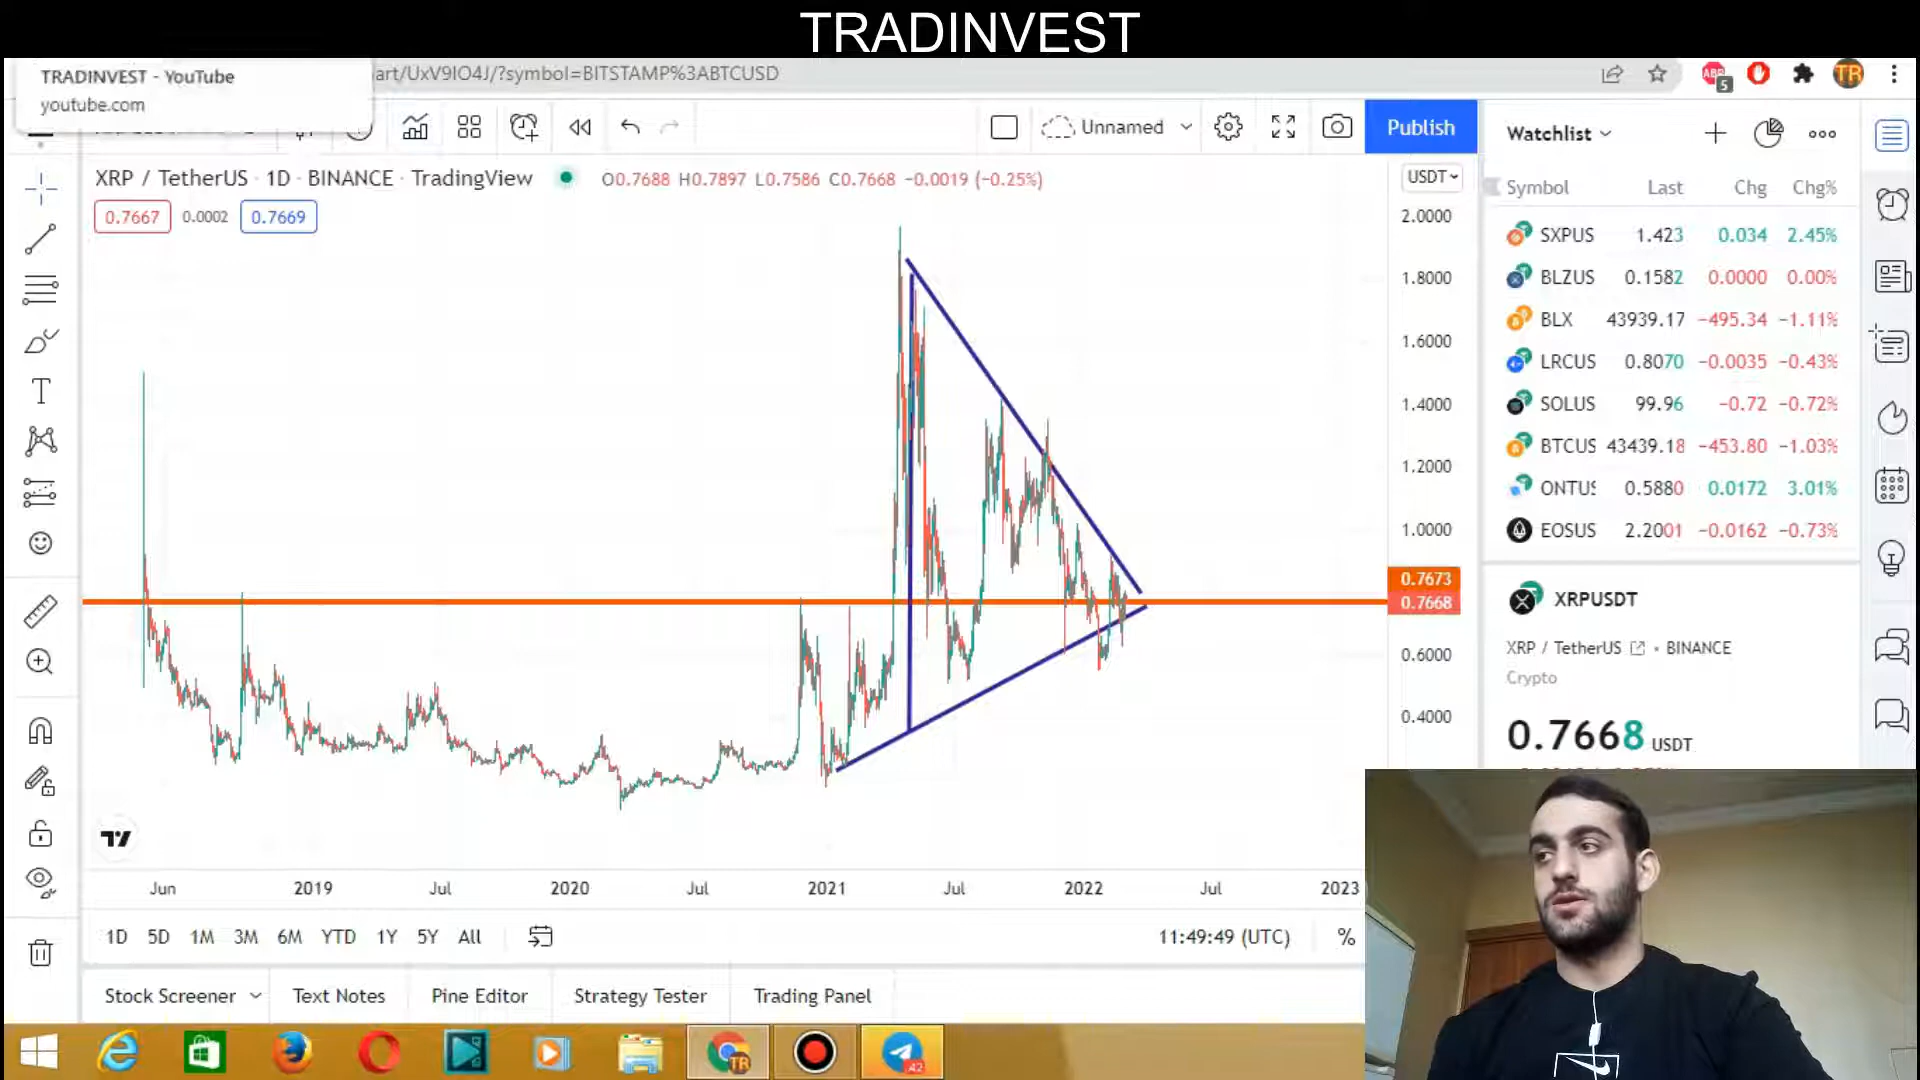 TRADINVEST
TRADINVEST - YouTube
art/UxV9IO4J/?symbol=BITSTAMP%3ABTCUSD
youtube.com
ABP
5
TR
Unnamed
Publish
Watchlist
XRP / TetherUS · 1D · BINANCE · TradingView
O0.7688 H0.7897 L0.7586 C0.7668 −0.0019 (−0.25%)
USDT
0.7667 0.0002 0.7669
Symbol Last Chg Chg%
SXPUS 1.423 0.034 2.45%
BLZUS 0.1582 0.0000 0.00%
BLX 43939.17 −495.34 −1.11%
LRCUS 0.8070 −0.0035 −0.43%
SOLUS 99.96 −0.72 −0.72%
BTCUS 43439.18 −453.80 −1.03%
ONTUS 0.5880 0.0172 3.01%
EOSUS 2.2001 −0.0162 −0.73%
2.0000
1.8000
1.6000
1.4000
1.2000
1.0000
0.7673
0.7668
0.6000
0.4000
XRPUSDT
XRP / TetherUS • BINANCE
Crypto
0.7668 USDT
Jun 2019 Jul 2020 Jul 2021 Jul 2022 Jul 2023
1D 5D 1M 3M 6M YTD 1Y 5Y All
11:49:49 (UTC) %
Stock Screener Text Notes Pine Editor Strategy Tester Trading Panel
TR
42